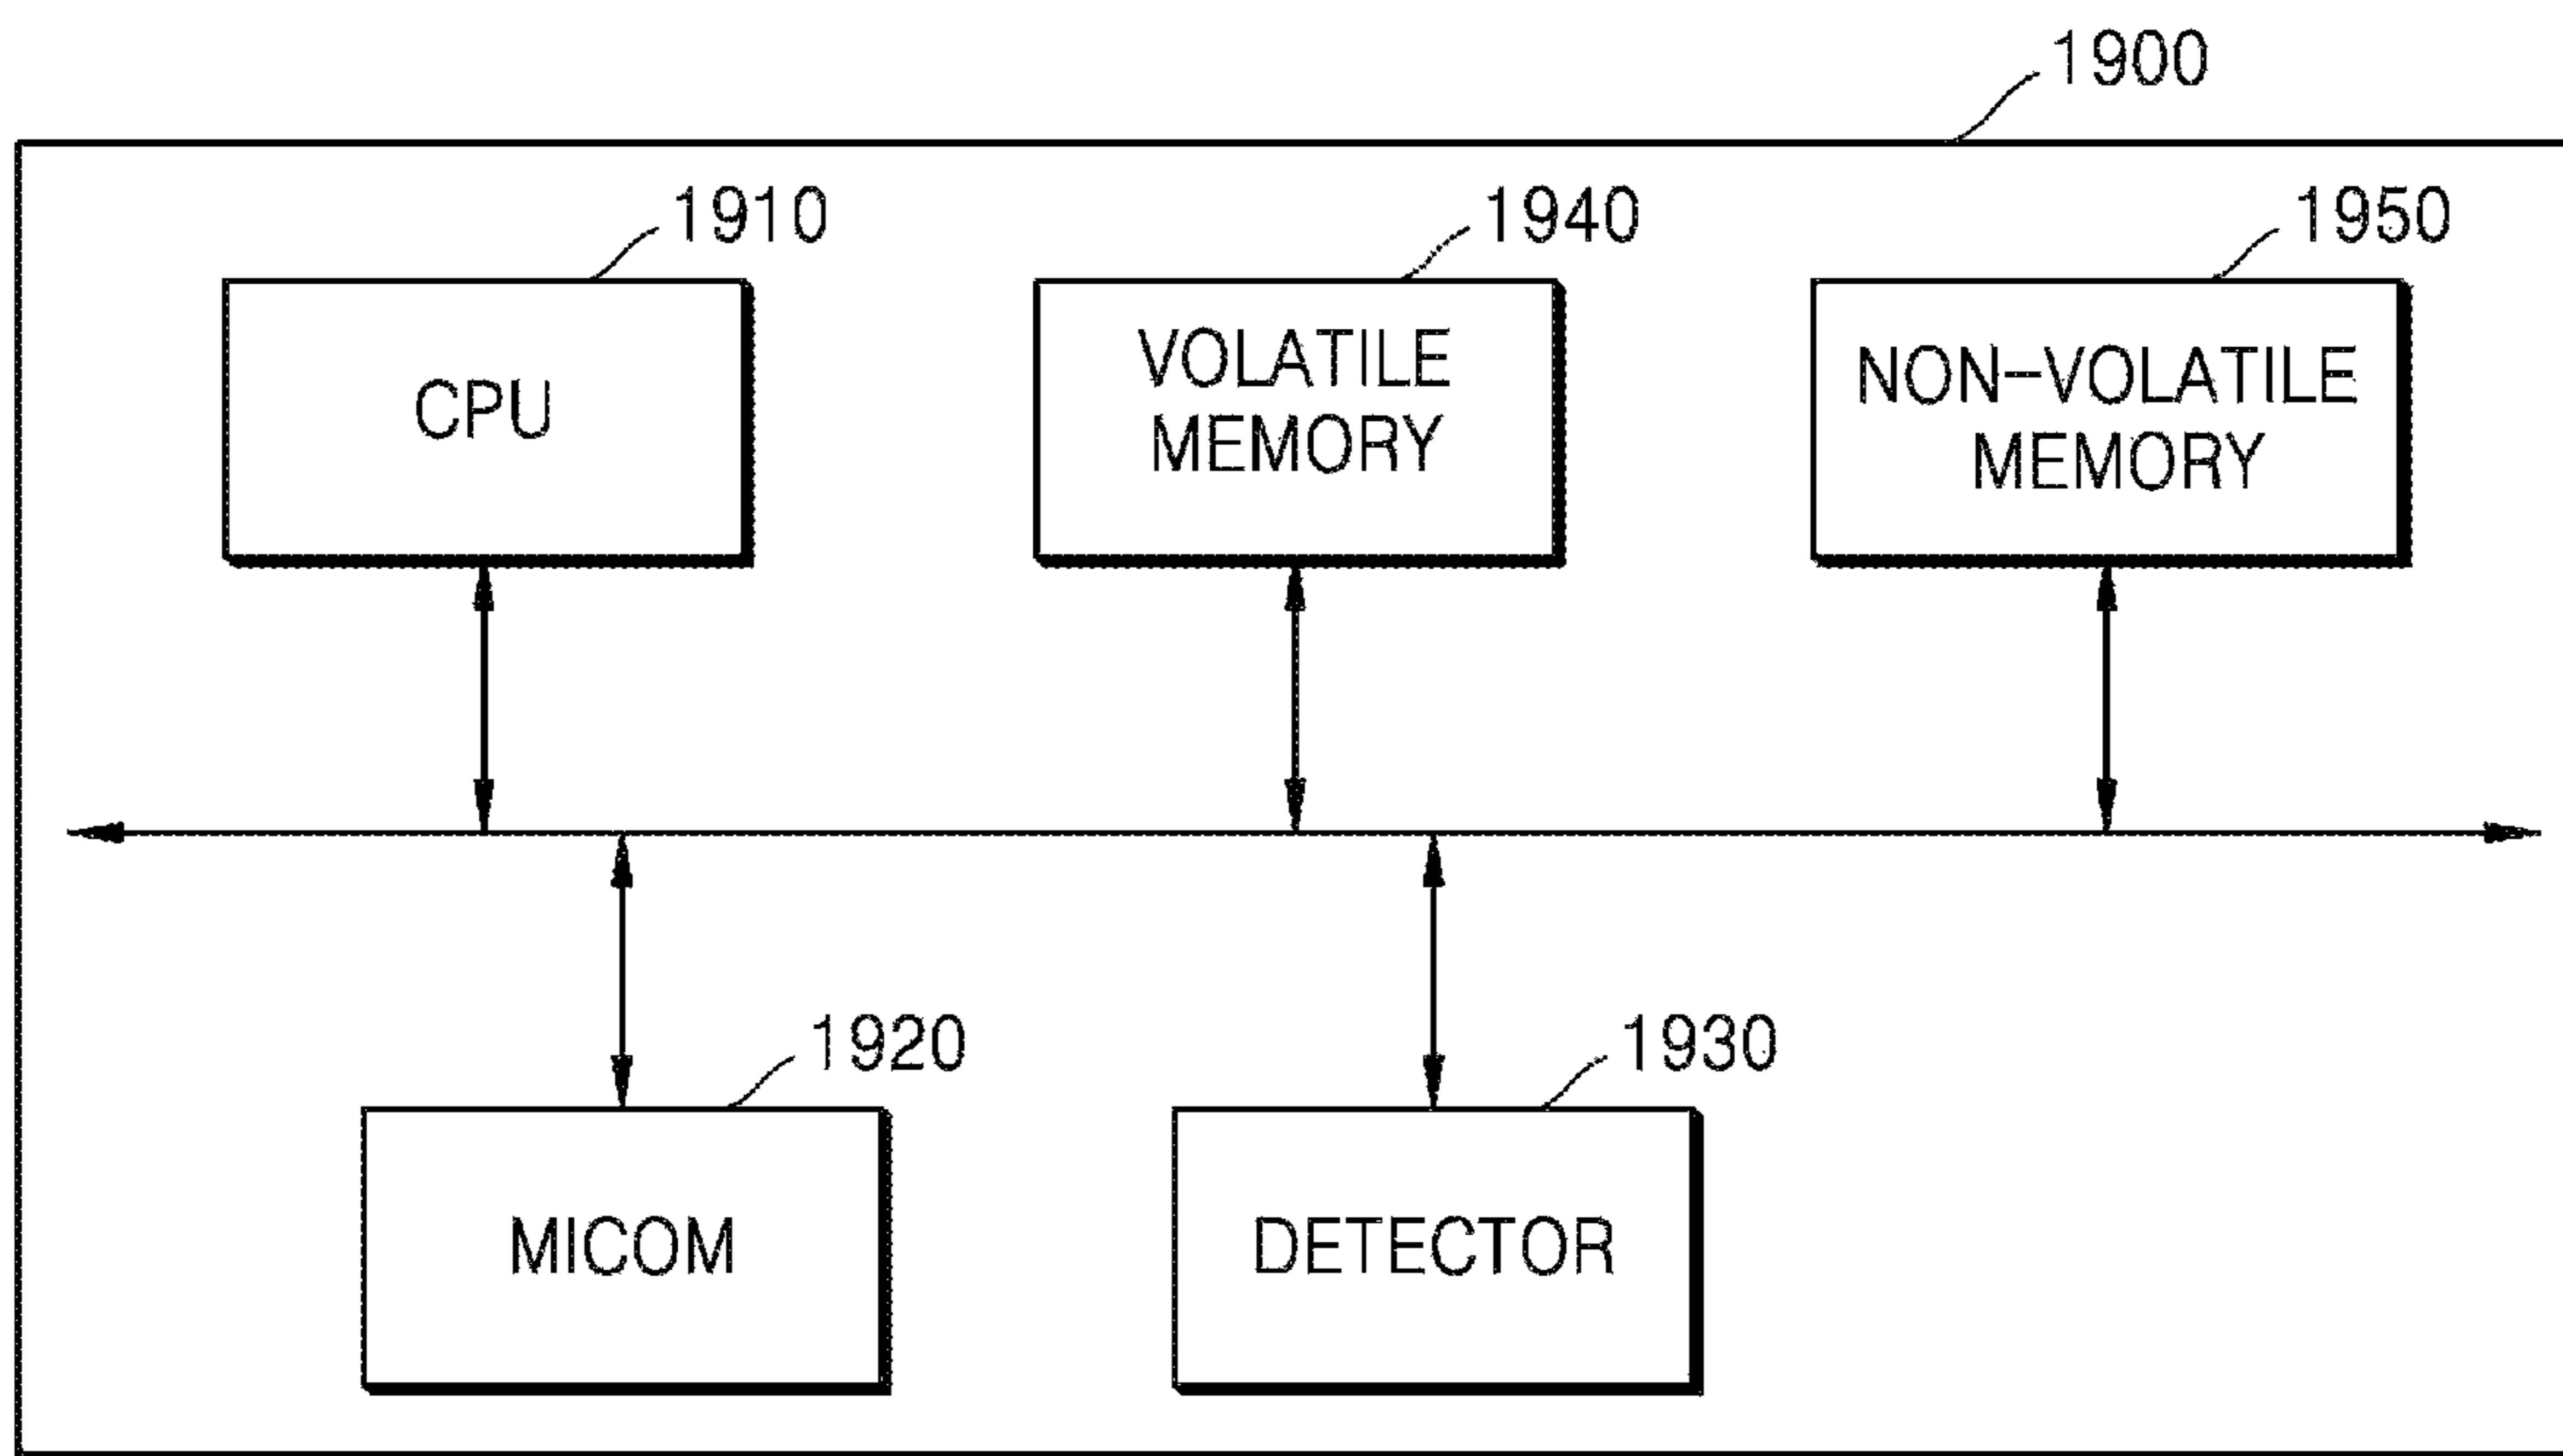 1900
1910
1940
1950
CPU
VOLATILE
MEMORY
NON-VOLATILE
MEMORY
1920
1930
MICOM
DETECTOR